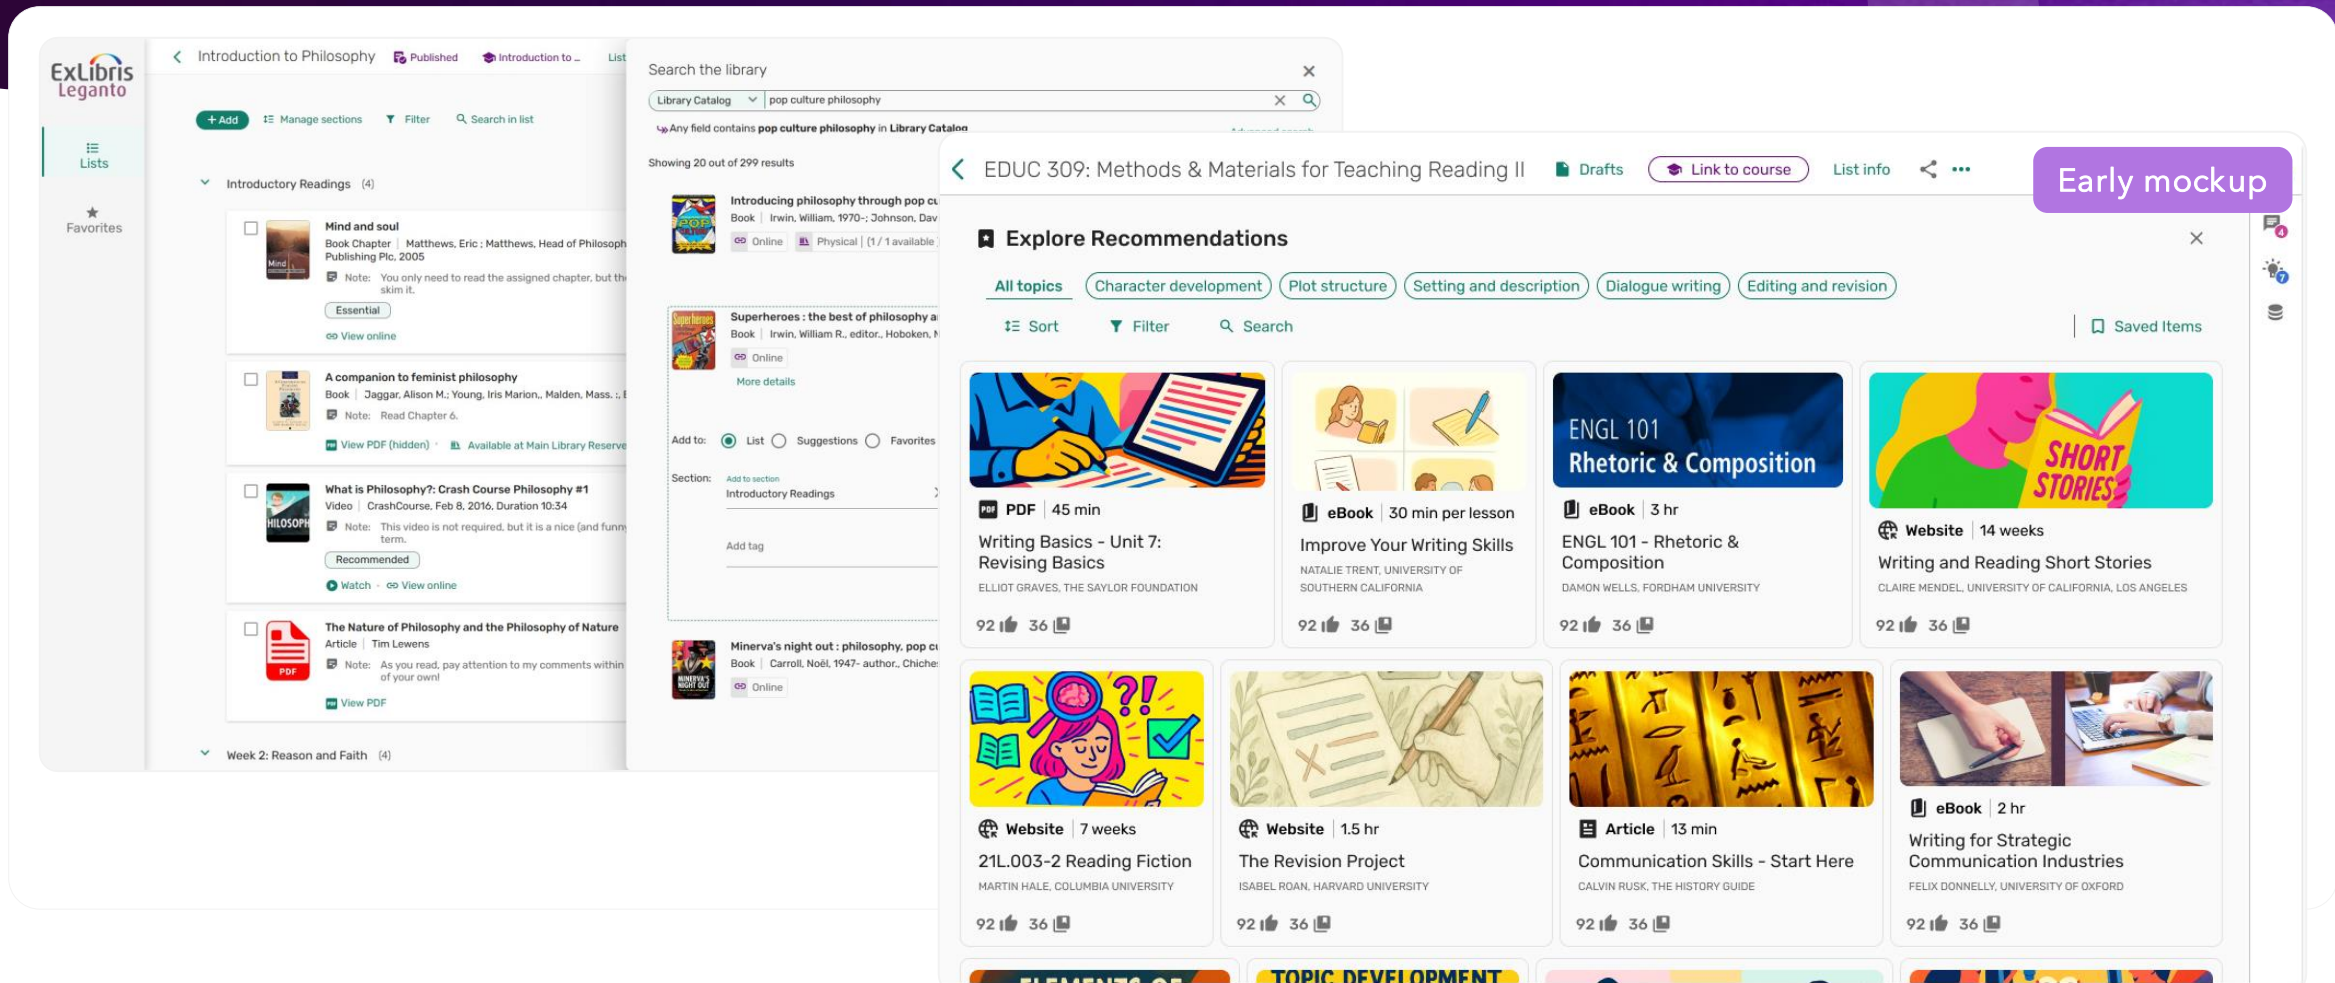 ExLibris
Leganto
Lists
Favorites
Introduction to Philosophy
Published
Introduction to ...
List
+ Add
Manage sections
Filter
Search in list
Introductory Readings (4)
Mind
Mind and soul
Book Chapter | Matthews, Eric ; Matthews, Head of Philosoph
Publishing Plc, 2005
Note: You only need to read the assigned chapter, but th
skim it.
Essential
View online
A companion to feminist philosophy
Book | Jaggar, Alison M.; Young, Iris Marion,, Malden, Mass. :,
Note: Read Chapter 6.
View PDF (hidden) · Available at Main Library Reserve
HILOSOPH
What is Philosophy?: Crash Course Philosophy #1
Video | CrashCourse, Feb 8, 2016, Duration 10:34
Note: This video is not required, but it is a nice (and funny
term.
Recommended
Watch · View online
PDF
The Nature of Philosophy and the Philosophy of Nature
Article | Tim Lewens
Note: As you read, pay attention to my comments within
of your own!
View PDF
Week 2: Reason and Faith (4)
Search the library
Library Catalog
pop culture philosophy
Any field contains pop culture philosophy in Library Catalog
Advanced search
Showing 20 out of 299 results
POP
Introducing philosophy through pop cu
Book | Irwin, William, 1970-; Johnson, Dav
Online
Physical | (1 / 1 available
Superheroes
Superheroes : the best of philosophy a
Book | Irwin, William R., editor., Hoboken, N
Online
More details
Add to:
List
Suggestions
Favorites
Section:
Add to section
Introductory Readings
Add tag
MINERVA'S
NIGHT OUT
Minerva's night out : philosophy, pop cu
Book | Carroll, Noël, 1947- author., Chiches
Online
EDUC 309: Methods & Materials for Teaching Reading II
Drafts
Link to course
List info
Early mockup
4
7
Explore Recommendations
All topics
Character development
Plot structure
Setting and description
Dialogue writing
Editing and revision
Sort
Filter
Search
Saved Items
PDF | 45 min
Writing Basics - Unit 7:
Revising Basics
ELLIOT GRAVES, THE SAYLOR FOUNDATION
92 36
eBook | 30 min per lesson
Improve Your Writing Skills
NATALIE TRENT, UNIVERSITY OF
SOUTHERN CALIFORNIA
92 36
ENGL 101
Rhetoric & Composition
eBook | 3 hr
ENGL 101 - Rhetoric &
Composition
DAMON WELLS, FORDHAM UNIVERSITY
92 36
SHORT
STORIES
Website | 14 weeks
Writing and Reading Short Stories
CLAIRE MENDEL, UNIVERSITY OF CALIFORNIA, LOS ANGELES
92 36
?!
Website | 7 weeks
21L.003-2 Reading Fiction
MARTIN HALE, COLUMBIA UNIVERSITY
92 36
Website | 1.5 hr
The Revision Project
ISABEL ROAN, HARVARD UNIVERSITY
92 36
Article | 13 min
Communication Skills - Start Here
CALVIN RUSK, THE HISTORY GUIDE
92 36
eBook | 2 hr
Writing for Strategic
Communication Industries
FELIX DONNELLY, UNIVERSITY OF OXFORD
92 36
ELEMENTS OF
TOPIC DEVELOPMENT